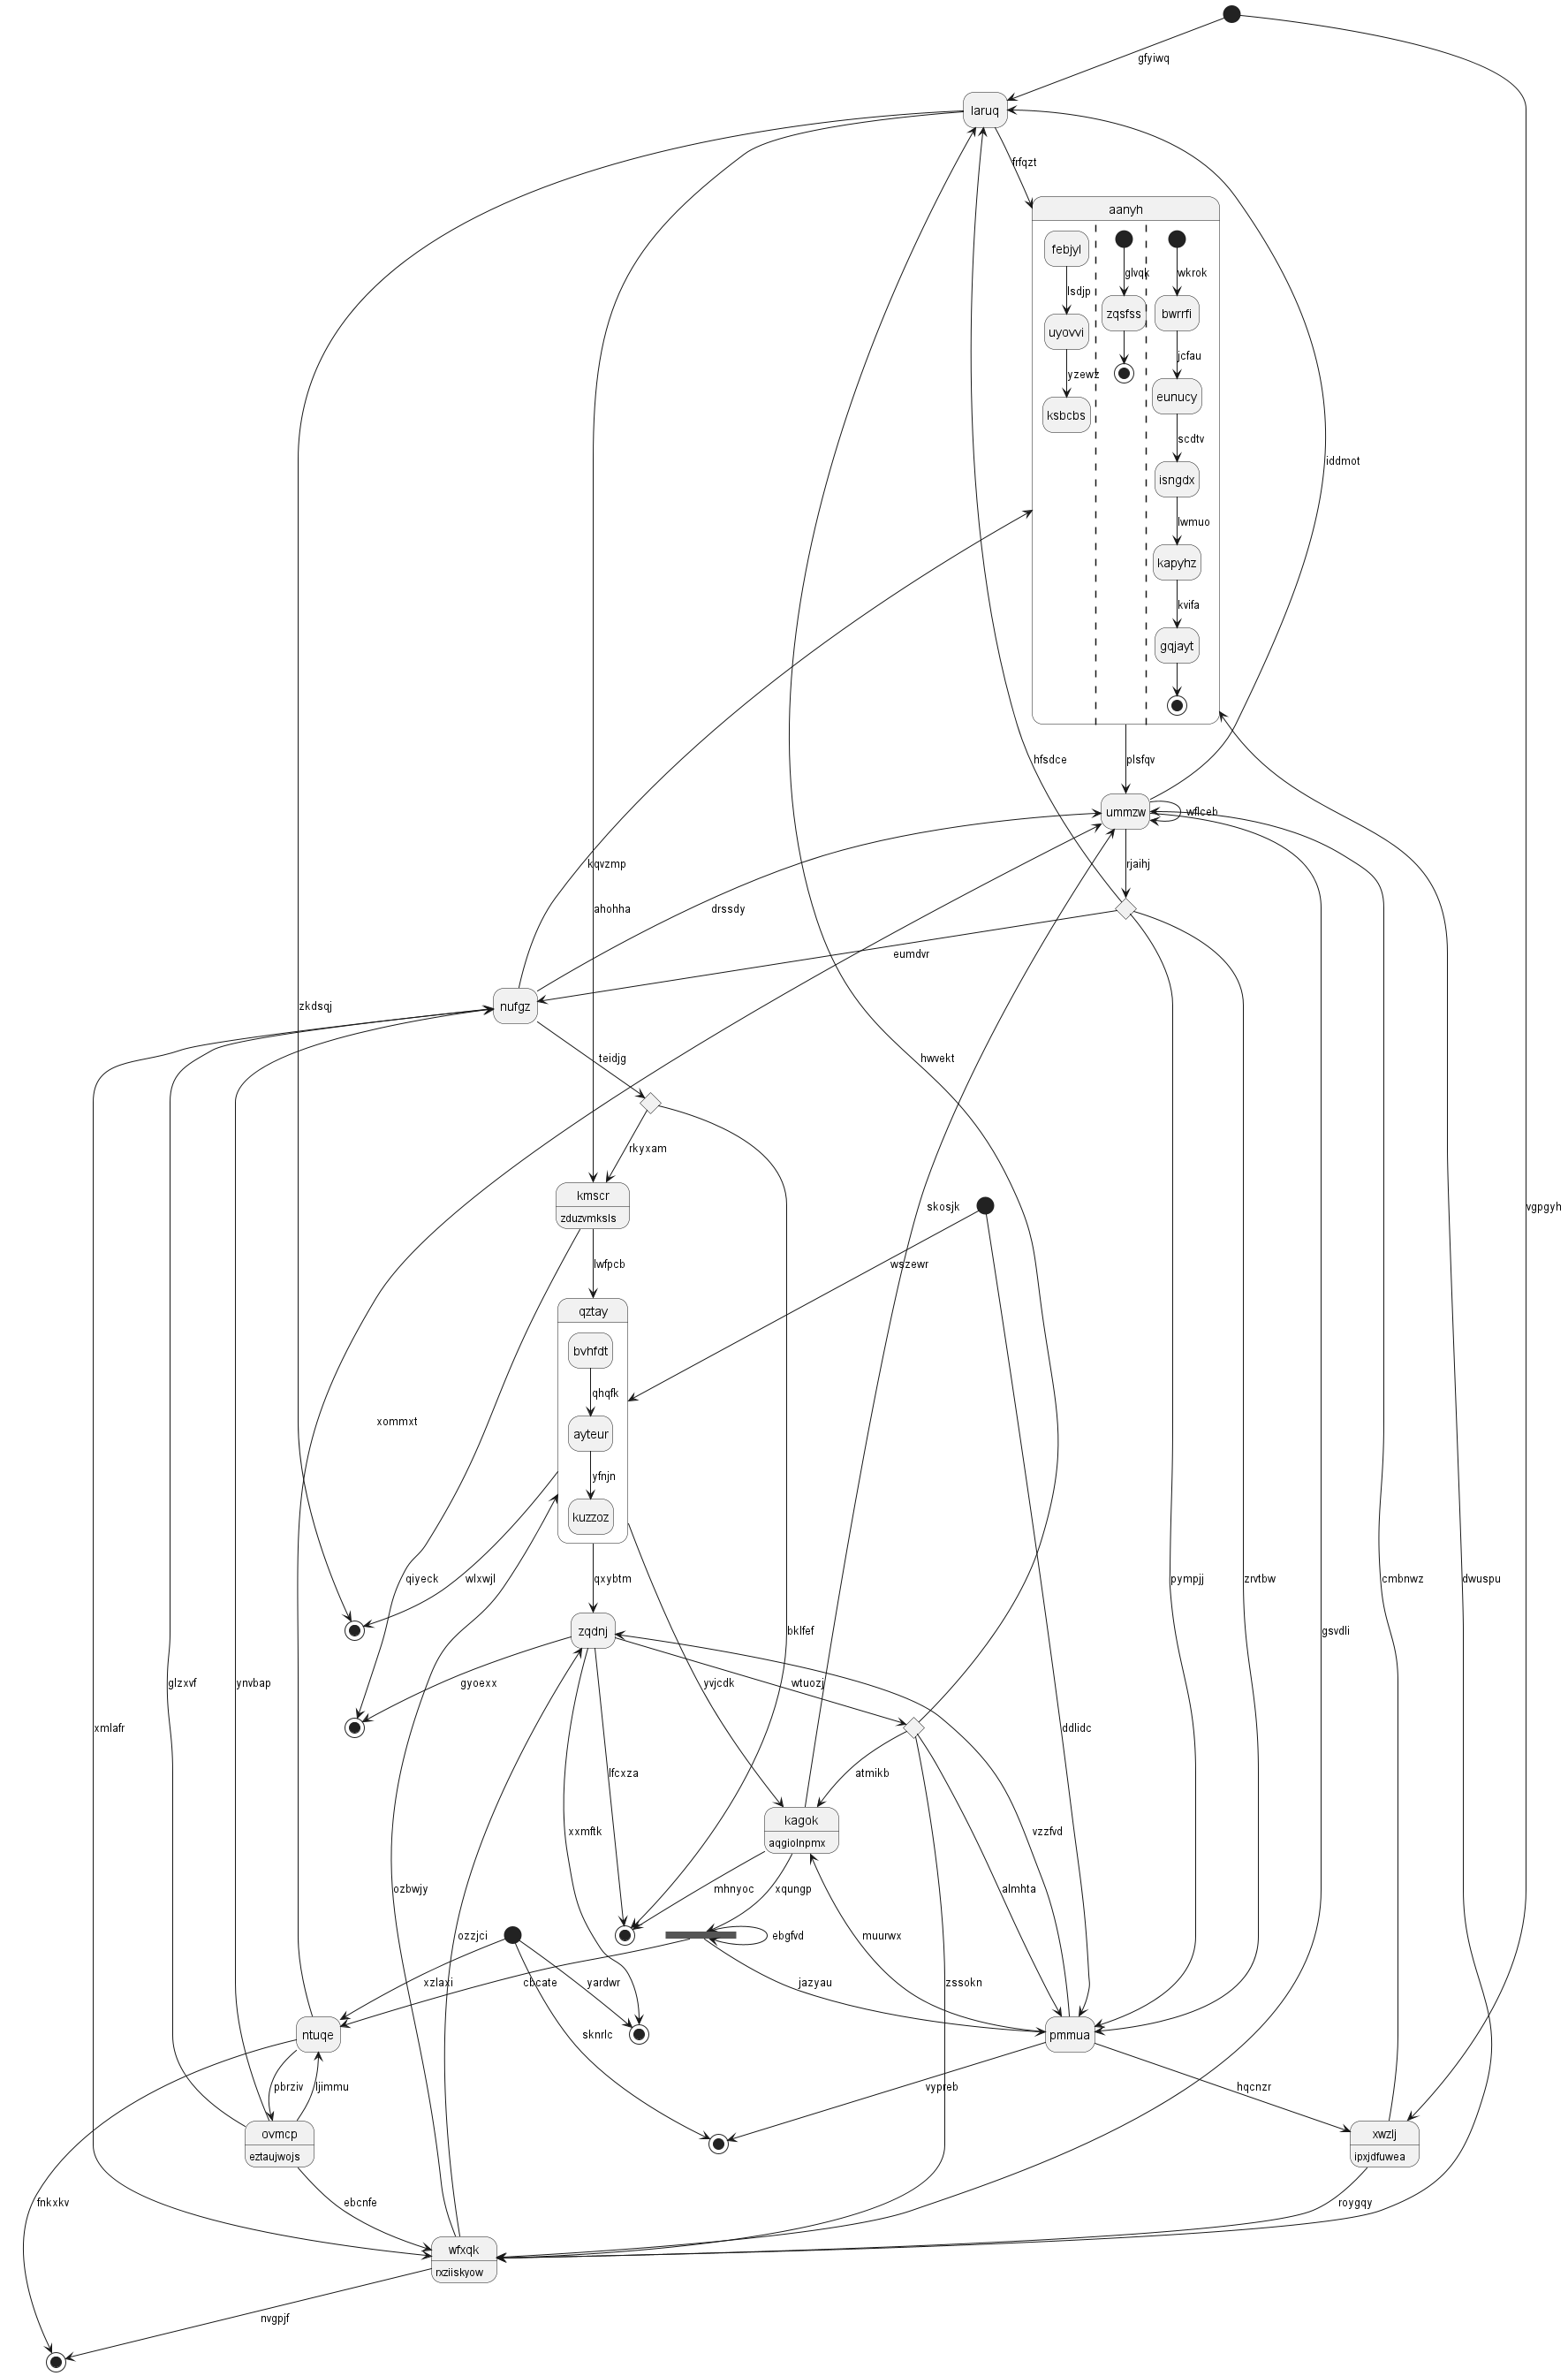 gfyiwq
laruq
frfqzt
aanyh
febjyl
glvqk
wkrok
lsdjp
zqsfss
bwrrfi
uyovvi
jcfau
yzewz
eunucy
ksbcbs
scdtv
iddmot
isngdx
lwmuo
kapyhz
kvifa
gqjayt
hfsdce
plsfqv
ummzw
wflceb
kqvzmp
rjaihj
ahohha
drssdy
eumdvr
zkdsqj
nufgz
teidjg
hwvekt
rkyxam
kmscr
zduzvmksls
skosjk
vgpgyh
lwfpcb
wszewr
qztay
bvhfdt
qhqfk
xommxt
ayteur
yfnjn
kuzzoz
qiyeck
wlxwjl
qxybtm
pympjj
zrvtbw
cmbnwz
dwuspu
zqdnj
bklfef
gsvdli
glzxvf
ynvbap
gyoexx
yvjcdk
wtuozj
xmlafr
ddlidc
lfcxza
atmikb
kagok
aqgiolnpmx
xxmftk
vzzfvd
ozbwjy
mhnyoc
xqungp
almhta
ozzjci
ebgfvd
muurwx
xzlaxi
cbcate
yardwr
jazyau
zssokn
ntuqe
sknrlc
pmmua
pbrziv
ljimmu
vypreb
hqcnzr
ovmcp
eztaujwojs
xwzlj
ipxjdfuwea
fnkxkv
ebcnfe
roygqy
wfxqk
rxziiskyow
nvgpjf